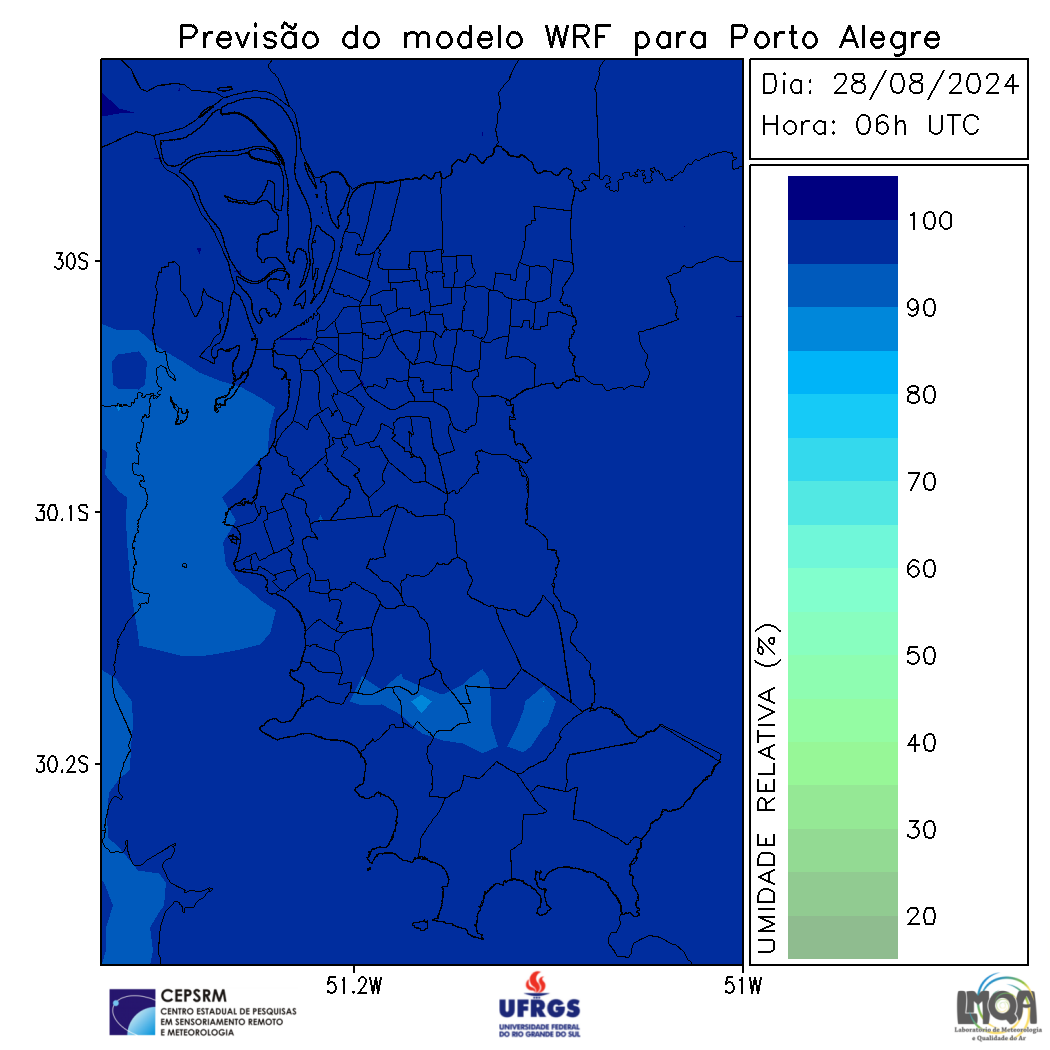 Previsão do modelo WRF para Porto Alegre
Dia: 28/08/2024
Hora: 06h UTC
100
90
80
70
60
50
40
30
20
UMIDADE RELATIVA (%)
30S
30.1S
30.2S
51.2W
51W
CEPSRM
CENTRO ESTADUAL DE PESQUISAS
EM SENSORIAMENTO REMOTO
E METEOROLOGIA
UFRGS
UNIVERSIDADE FEDERAL
DO RIO GRANDE DO SUL
LMQA
Laboratório de Meteorologia
e Qualidade do Ar